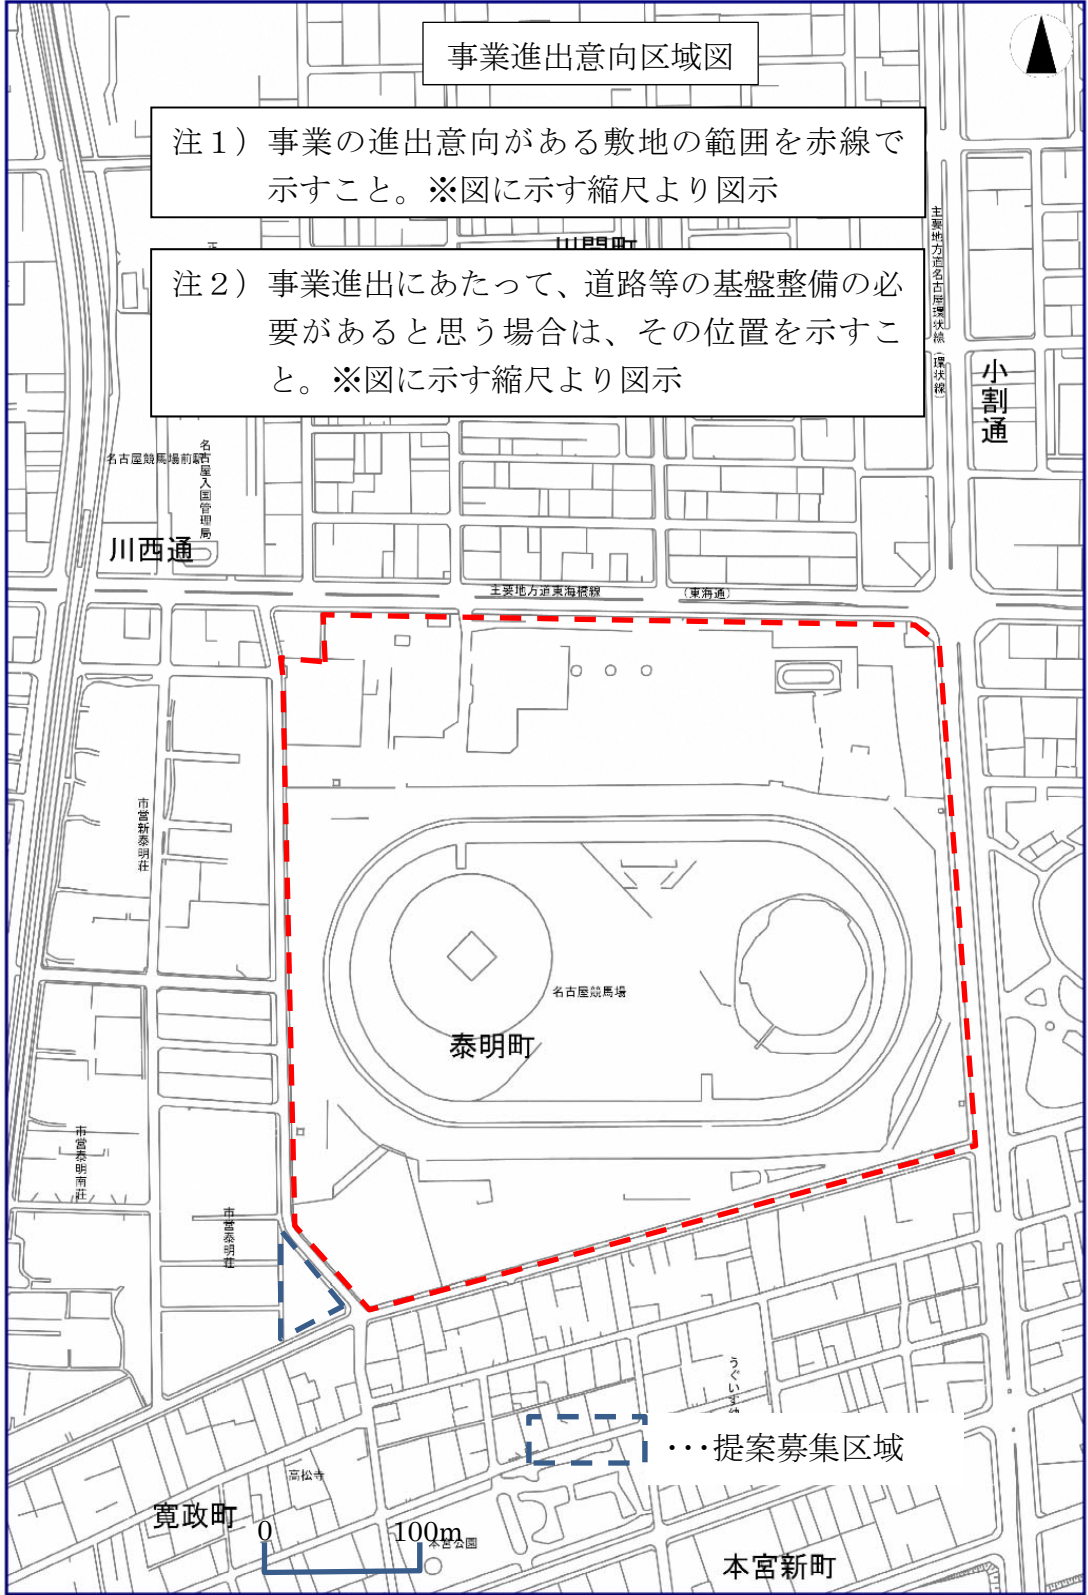 事業進出意向区域図
注１）事業の進出意向がある敷地の範囲を赤線で
示すこと。※図に示す縮尺より図示
注２）事業進出にあたって、道路等の基盤整備の必
要があると思う場合は、その位置を示すこ
と。※図に示す縮尺より図示
主要地方道名古屋環状線
（環状線）
小割通
名古屋競馬場前駅
名古屋入国管理局
川西通
主要地方道東海橋線
（東海通）
市営新泰明荘
名古屋競馬場
泰明町
市営泰明南荘
市営泰明荘
うぐいす
・・・提案募集区域
高松寺
寛政町
0
100m
本宮公園
本宮新町